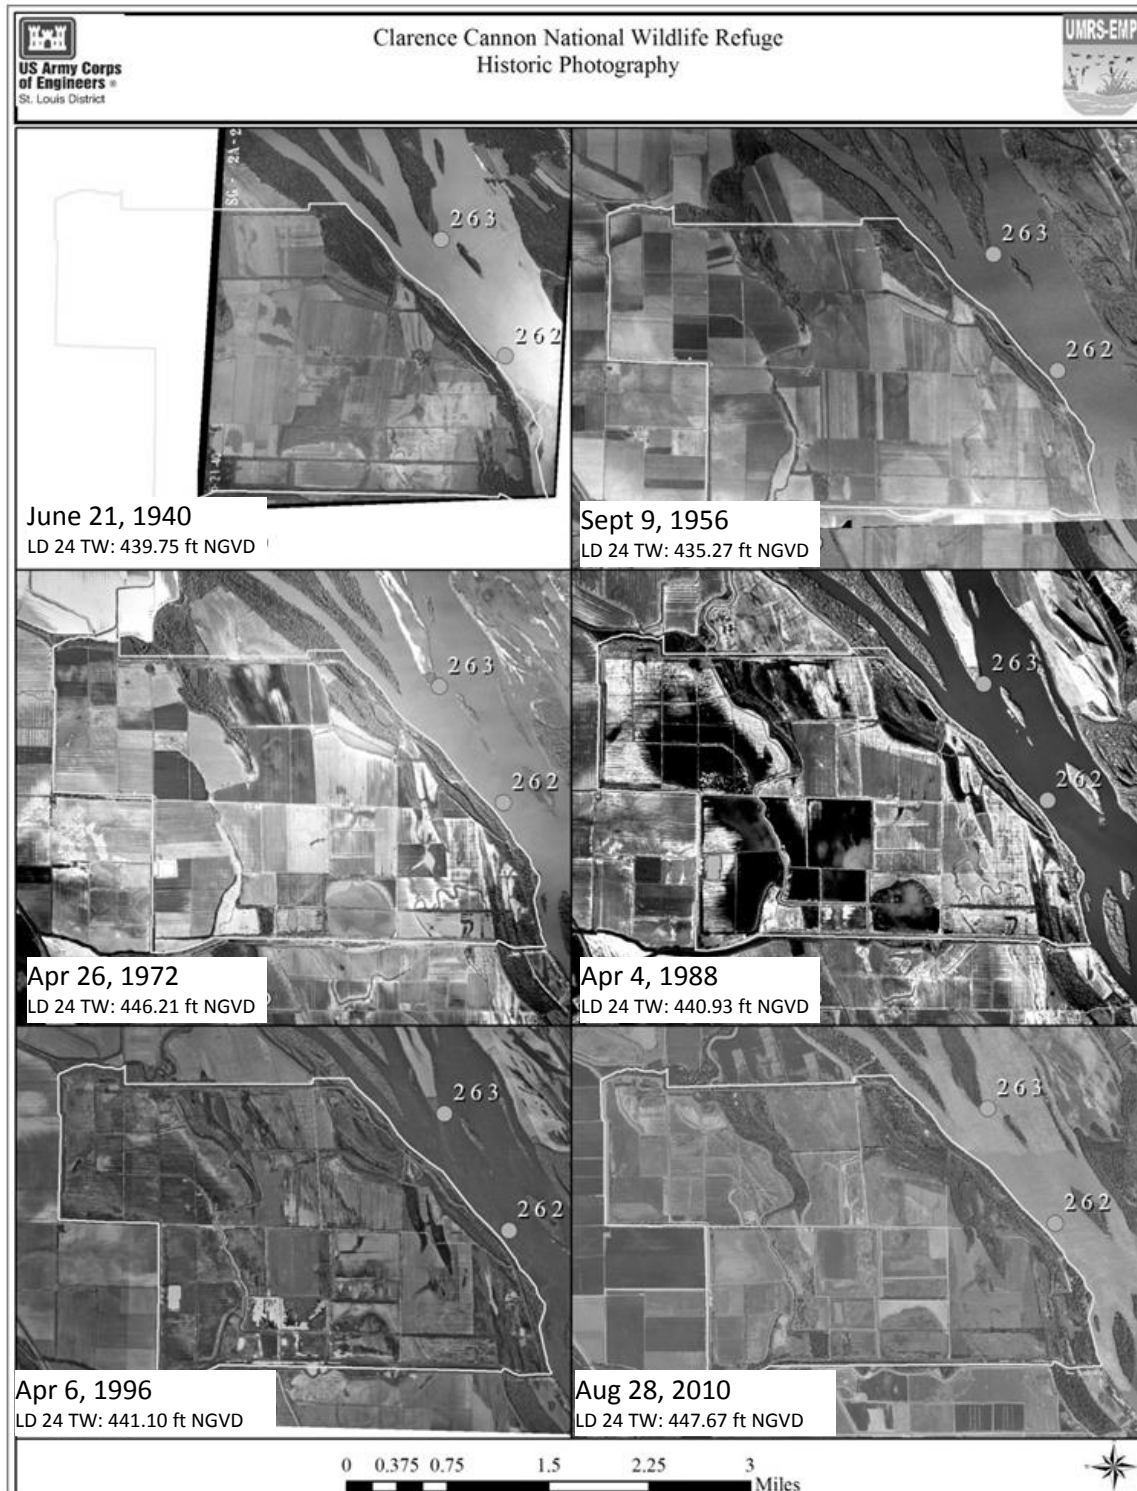 US Army Corps
of Engineers ®
St. Louis District
Clarence Cannon National Wildlife Refuge
Historic Photography
UMRS-EMP
SG - 2A-2
263
262
June 21, 1940
LD 24 TW: 439.75 ft NGVD
263
262
Sept 9, 1956
LD 24 TW: 435.27 ft NGVD
263
262
Apr 26, 1972
LD 24 TW: 446.21 ft NGVD
263
262
Apr 4, 1988
LD 24 TW: 440.93 ft NGVD
263
262
Apr 6, 1996
LD 24 TW: 441.10 ft NGVD
263
262
Aug 28, 2010
LD 24 TW: 447.67 ft NGVD
0 0.375 0.75 1.5 2.25 3
Miles